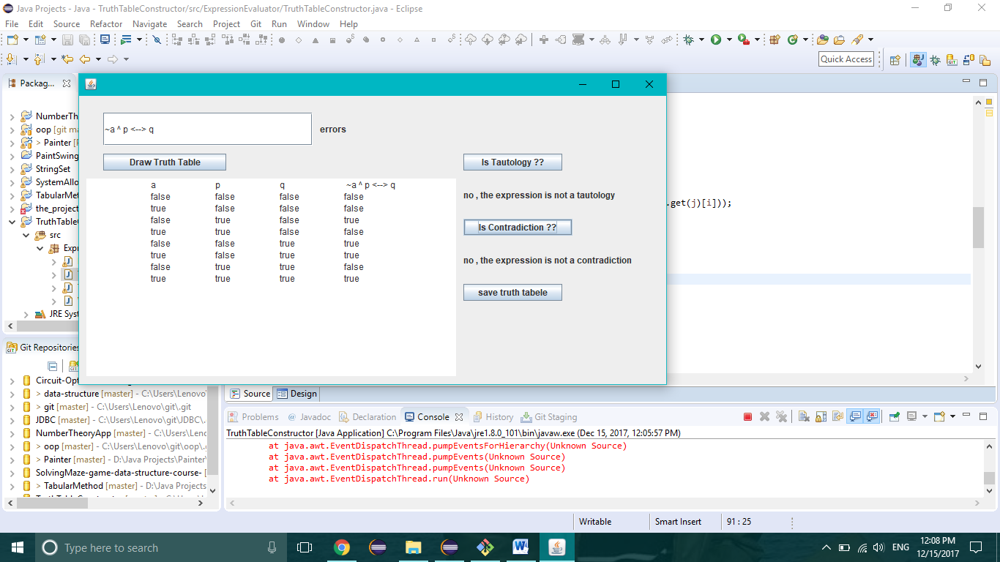 Java Projects - Java - TruthTableConstructor/src/ExpressionEvaluator/TruthTableConstructor.java - Eclipse
File Edit Source Refactor Navigate Search Project Git Run Window Help
Quick Access
Packag...
NumberTh
oop [git ma
> Painter [
PaintSwing
StringSet
SystemAllo
TabularMet
the_project
TruthTable
src
Expr
JRE Syst
~a ^ p <--> q
errors
Draw Truth Table
Is Tautology ??
a p q ~a ^ p <--> q
false false false false
true false false false
false true false true
true true false false
false false true true
true false true true
false true true false
true true true true
no , the expression is not a tautology
Is Contradiction ??
no , the expression is not a contradiction
save truth tabele
.get(j)[i]));
Git Repositories
Circuit-Opt
> data-structure [master] - C:\Users\Lenovo\
> git [master] - C:\Users\Lenovo\git\.git
JDBC [master] - C:\Users\Lenovo\git\JDBC\.
NumberTheoryApp [master] - C:\Users
> oop [master] - C:\Users\Lenovo\git\oop\.
> Painter [master] - D:\Java Projects\Painter\
SolvingMaze-game-data-structure-course- [
> TabularMethod [master] - D:\Java Projects
Source Design
Problems Javadoc Declaration Console History Git Staging
TruthTableConstructor [Java Application] C:\Program Files\Java\jre1.8.0_101\bin\javaw.exe (Dec 15, 2017, 12:05:57 PM)
at java.awt.EventDispatchThread.pumpEventsForHierarchy(Unknown Source)
at java.awt.EventDispatchThread.pumpEvents(Unknown Source)
at java.awt.EventDispatchThread.pumpEvents(Unknown Source)
at java.awt.EventDispatchThread.run(Unknown Source)
Writable Smart Insert 91 : 25
Type here to search
ENG
12:08 PM
12/15/2017